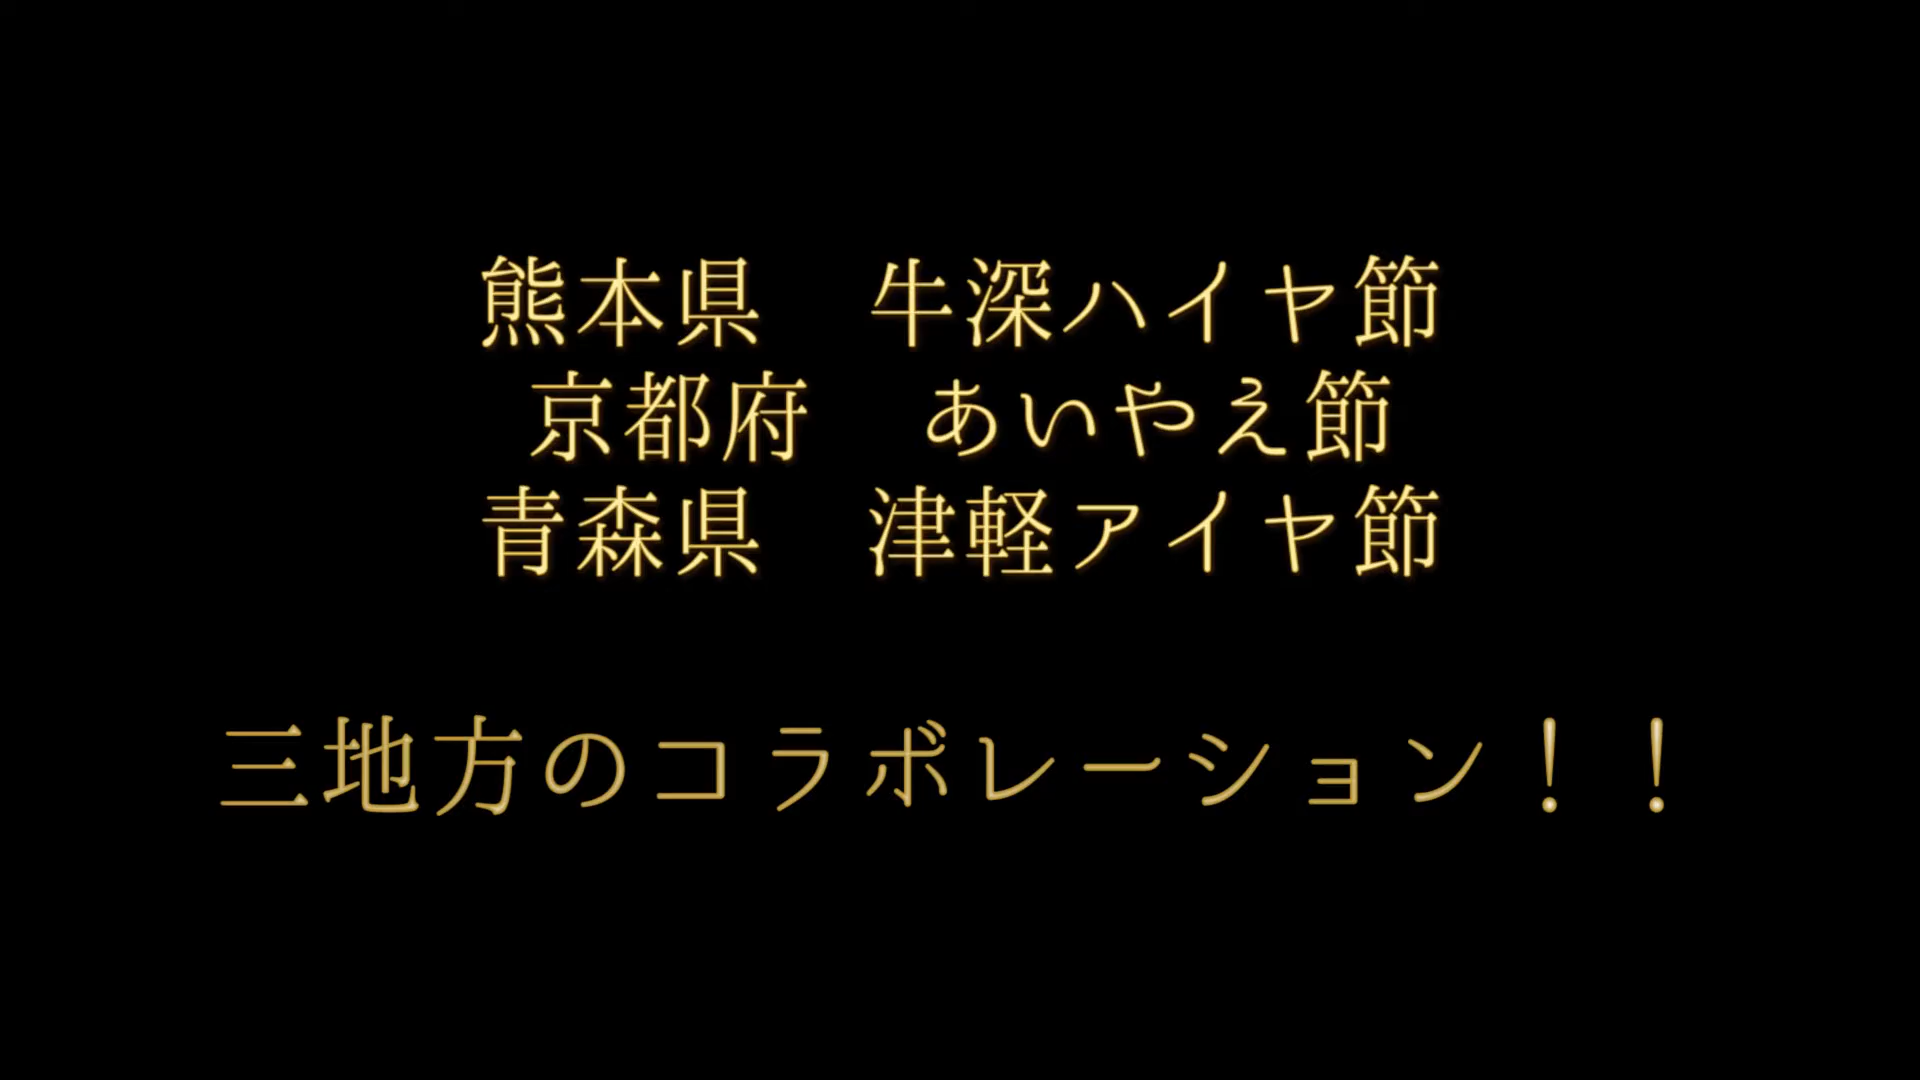 熊本県　牛深ハイヤ節
京都府　あいやえ節
青森県　津軽アイヤ節
三地方のコラボレーション！！